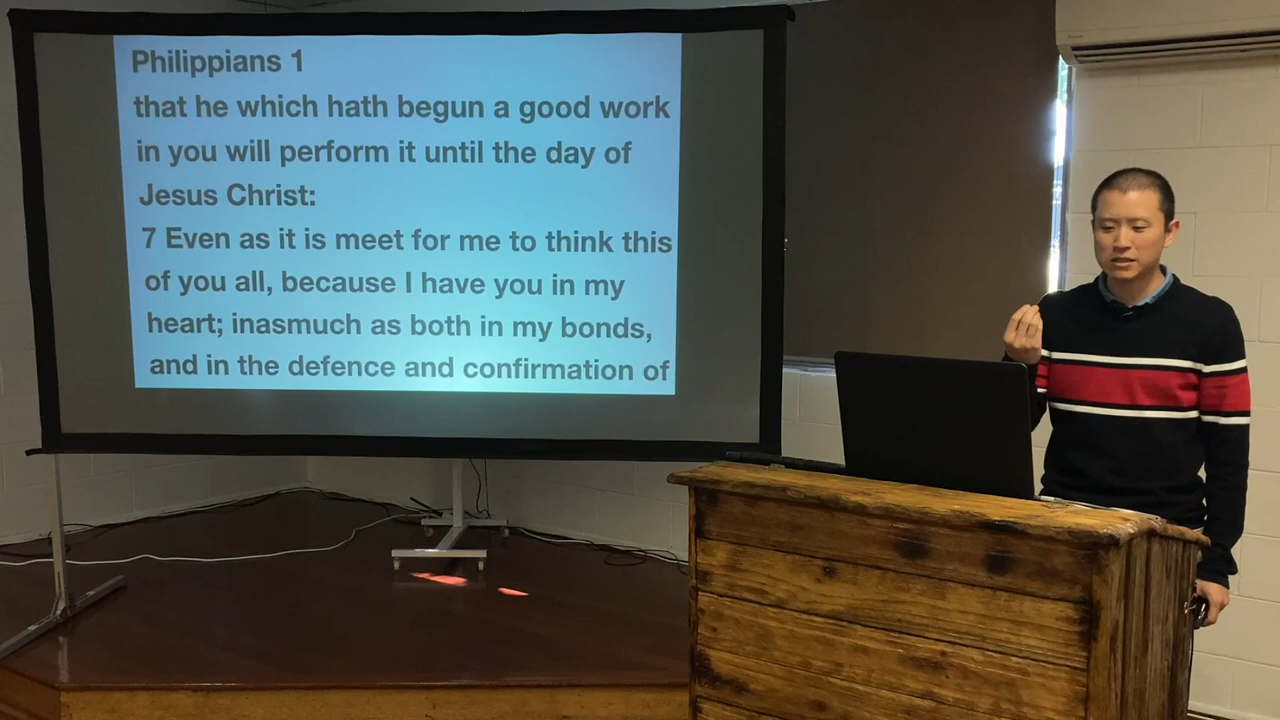 Philippians 1
that he which hath begun a good work
in you will perform it until the day of
Jesus Christ:
7 Even as it is meet for me to think this
of you all, because I have you in my
heart; inasmuch as both in my bonds,
and in the defence and confirmation of